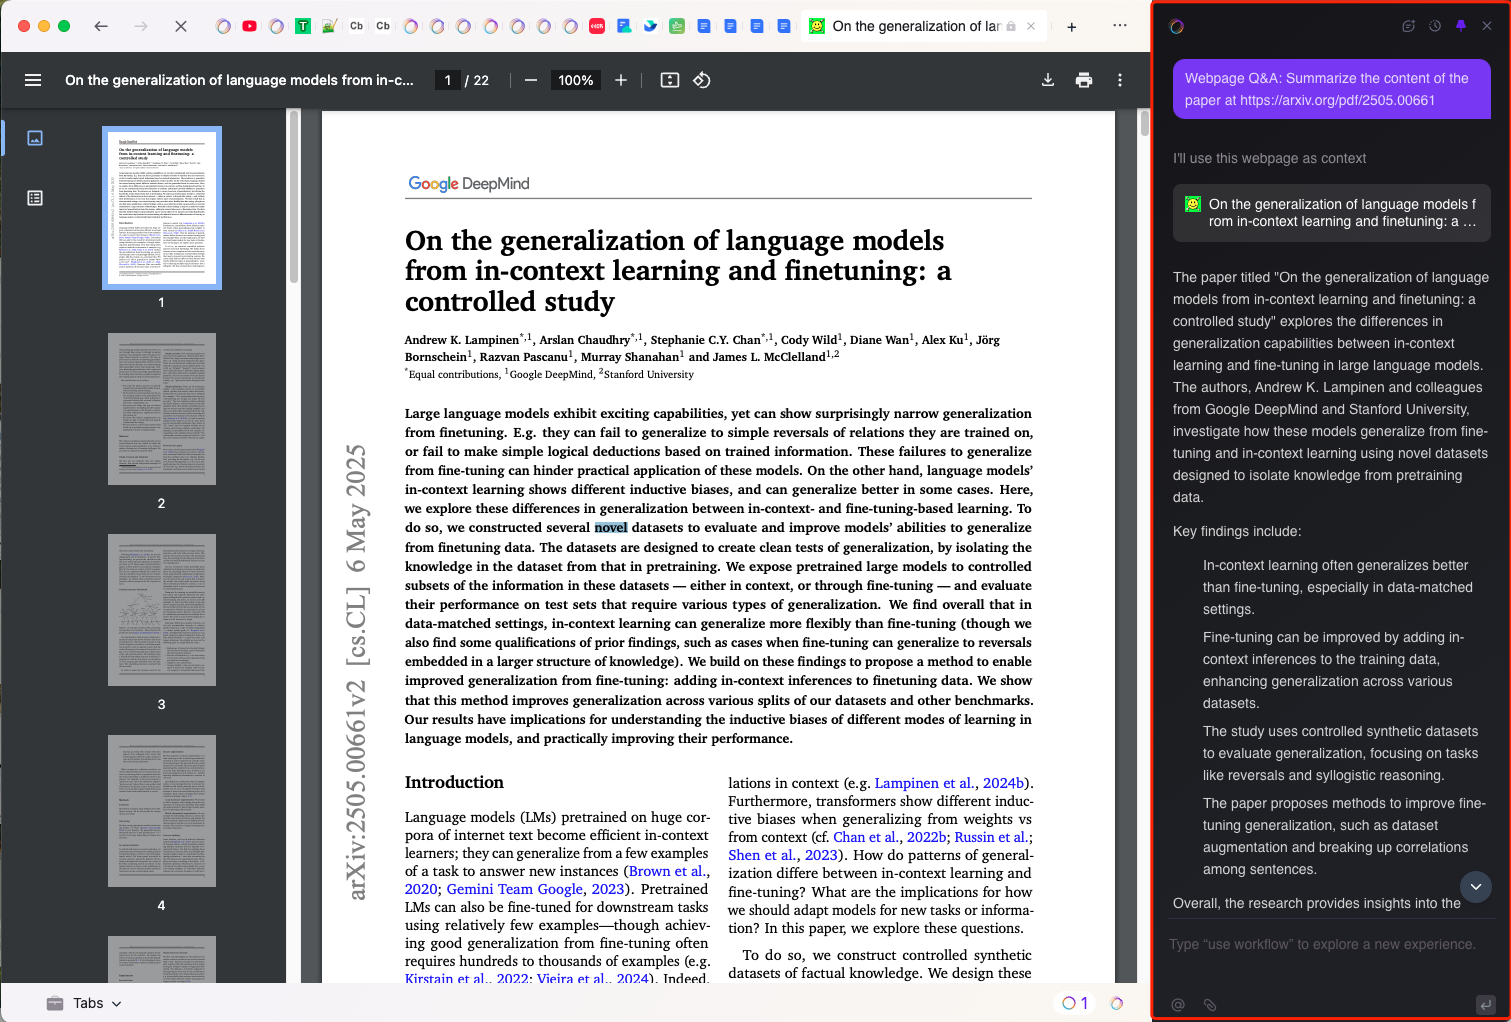 Cb
Cb
On the generalization of lan
On the generalization of language models from in-c...
1 / 22
100%
1
2
3
4
Google DeepMind
On the generalization of language models
from in-context learning and finetuning: a
controlled study
Andrew K. Lampinen*,1, Arslan Chaudhry*,1, Stephanie C.Y. Chan*,1, Cody Wild1, Diane Wan1, Alex Ku1, Jörg
Bornschein1, Razvan Pascanu1, Murray Shanahan1 and James L. McClelland1,2
*Equal contributions, 1Google DeepMind, 2Stanford University
Large language models exhibit exciting capabilities, yet can show surprisingly narrow generalization
from finetuning. E.g. they can fail to generalize to simple reversals of relations they are trained on,
or fail to make simple logical deductions based on trained information. These failures to generalize
from fine-tuning can hinder practical application of these models. On the other hand, language models'
in-context learning shows different inductive biases, and can generalize better in some cases. Here,
we explore these differences in generalization between in-context- and fine-tuning-based learning. To
do so, we constructed several novel datasets to evaluate and improve models' abilities to generalize
from finetuning data. The datasets are designed to create clean tests of generalization, by isolating the
knowledge in the dataset from that in pretraining. We expose pretrained large models to controlled
subsets of the information in these datasets — either in context, or through fine-tuning — and evaluate
their performance on test sets that require various types of generalization. We find overall that in
data-matched settings, in-context learning can generalize more flexibly than fine-tuning (though we
also find some qualifications of prior findings, such as cases when fine-tuning can generalize to reversals
embedded in a larger structure of knowledge). We build on these findings to propose a method to enable
improved generalization from fine-tuning: adding in-context inferences to finetuning data. We show
that this method improves generalization across various splits of our datasets and other benchmarks.
Our results have implications for understanding the inductive biases of different modes of learning in
language models, and practically improving their performance.
arXiv:2505.00661v2 [cs.CL] 6 May 2025
Introduction
Language models (LMs) pretrained on huge cor-
pora of internet text become efficient in-context
learners; they can generalize from a few examples
of a task to answer new instances (Brown et al.,
2020; Gemini Team Google, 2023). Pretrained
LMs can also be fine-tuned for downstream tasks
using relatively few examples—though achiev-
ing good generalization from fine-tuning often
requires hundreds to thousands of examples (e.g.
Kirstain et al., 2022; Vieira et al., 2024). Indeed,
lations in context (e.g. Lampinen et al., 2024b).
Furthermore, transformers show different induc-
tive biases when generalizing from weights vs
from context (cf. Chan et al., 2022b; Russin et al.;
Shen et al., 2023). How do patterns of general-
ization differe between in-context learning and
fine-tuning? What are the implications for how
we should adapt models for new tasks or informa-
tion? In this paper, we explore these questions.
To do so, we construct controlled synthetic
datasets of factual knowledge. We design these
Tabs
1
Webpage Q&A: Summarize the content of the
paper at https://arxiv.org/pdf/2505.00661
I'll use this webpage as context
On the generalization of language models f
rom in-context learning and finetuning: a ...
The paper titled "On the generalization of language
models from in-context learning and finetuning: a
controlled study" explores the differences in
generalization capabilities between in-context
learning and fine-tuning in large language models.
The authors, Andrew K. Lampinen and colleagues
from Google DeepMind and Stanford University,
investigate how these models generalize from fine-
tuning and in-context learning using novel datasets
designed to isolate knowledge from pretraining
data.
Key findings include:
In-context learning often generalizes better
than fine-tuning, especially in data-matched
settings.
Fine-tuning can be improved by adding in-
context inferences to the training data,
enhancing generalization across various
datasets.
The study uses controlled synthetic datasets
to evaluate generalization, focusing on tasks
like reversals and syllogistic reasoning.
The paper proposes methods to improve fine-
tuning generalization, such as dataset
augmentation and breaking up correlations
among sentences.
Overall, the research provides insights into the
Type "use workflow" to explore a new experience.